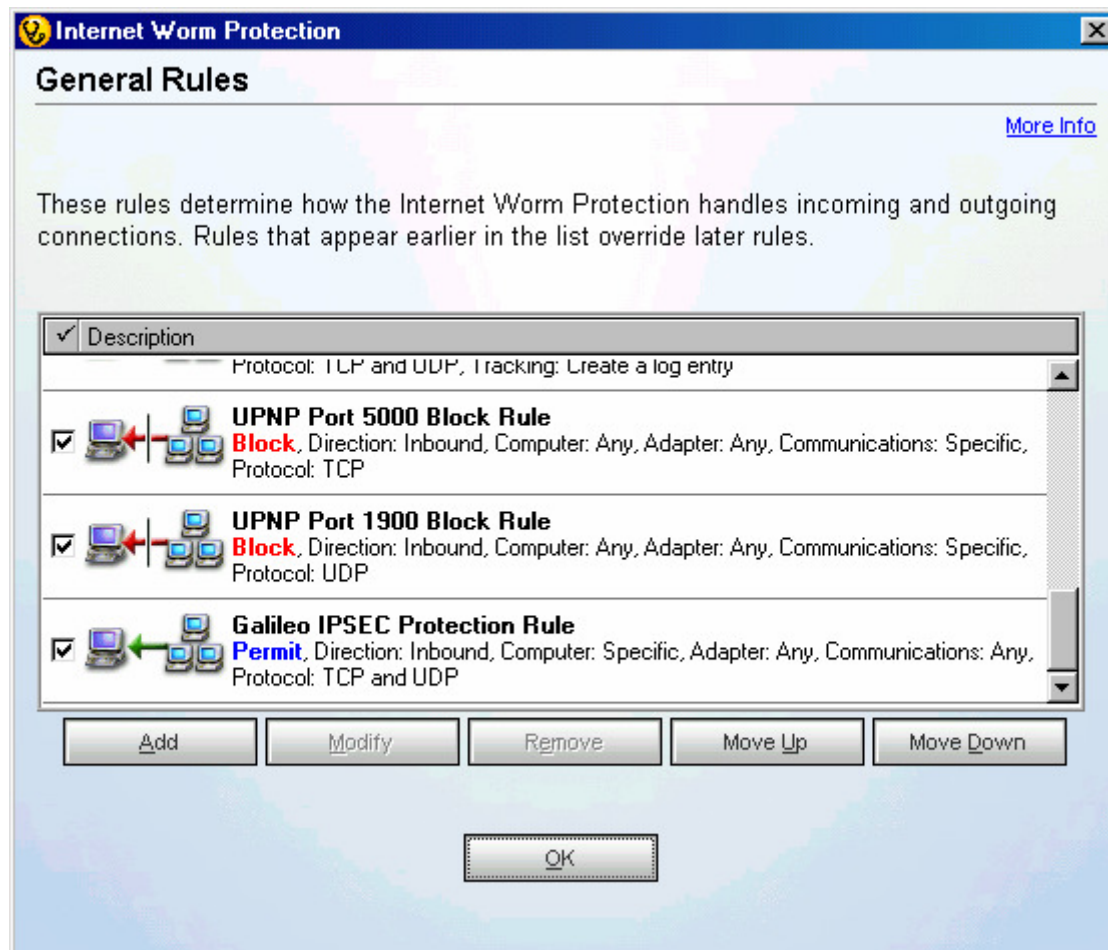 Internet Worm Protection
General Rules
More Info
These rules determine how the Internet Worm Protection handles incoming and outgoing
connections. Rules that appear earlier in the list override later rules.
Description
Protocol: TCP and UDP, Tracking: Create a log entry
UPNP Port 5000 Block Rule
Block, Direction: Inbound, Computer: Any, Adapter: Any, Communications: Specific,
Protocol: TCP
UPNP Port 1900 Block Rule
Block, Direction: Inbound, Computer: Any, Adapter: Any, Communications: Specific,
Protocol: UDP
Galileo IPSEC Protection Rule
Permit, Direction: Inbound, Computer: Specific, Adapter: Any, Communications: Any,
Protocol: TCP and UDP
Add Modify Remove Move Up Move Down
OK